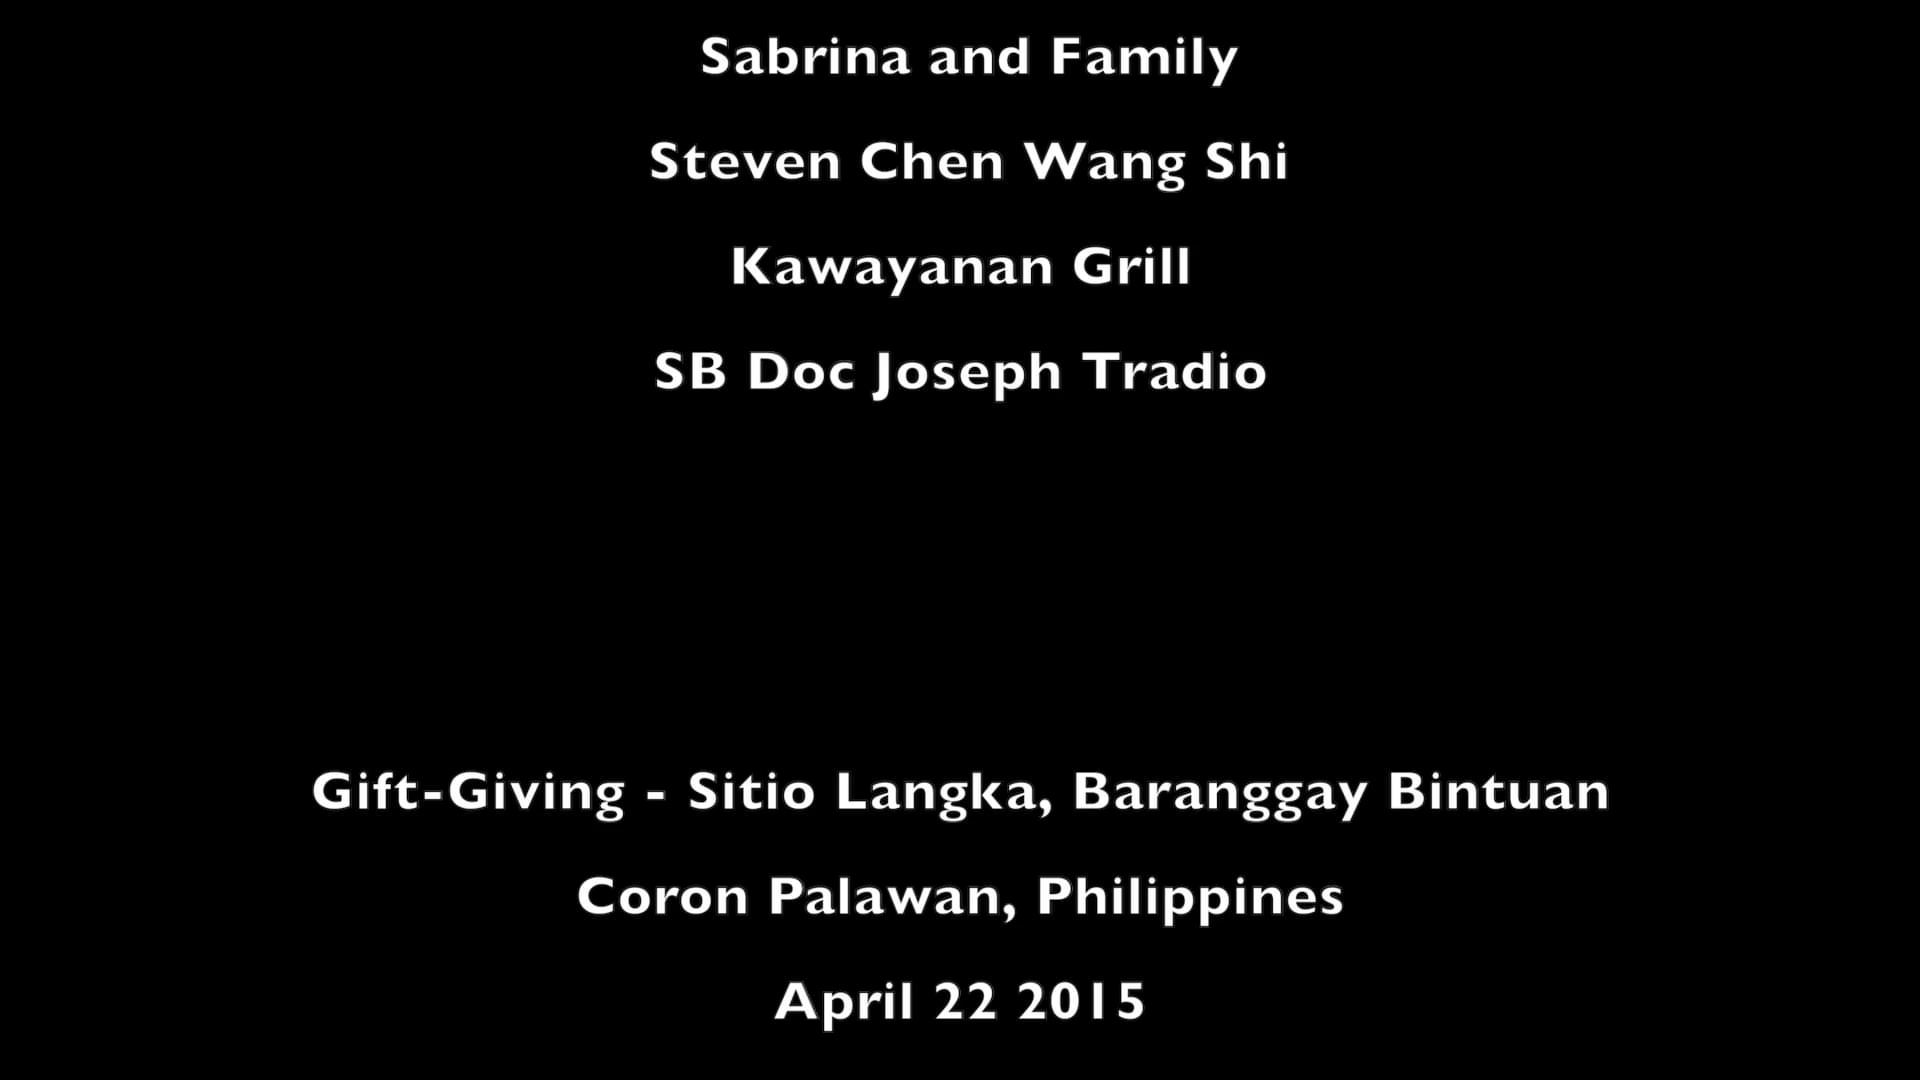 Sabrina and Family
Steven Chen Wang Shi
Kawayanan Grill
SB Doc Joseph Tradio
Gift-Giving - Sitio Langka, Baranggay Bintuan
Coron Palawan, Philippines
April 22 2015